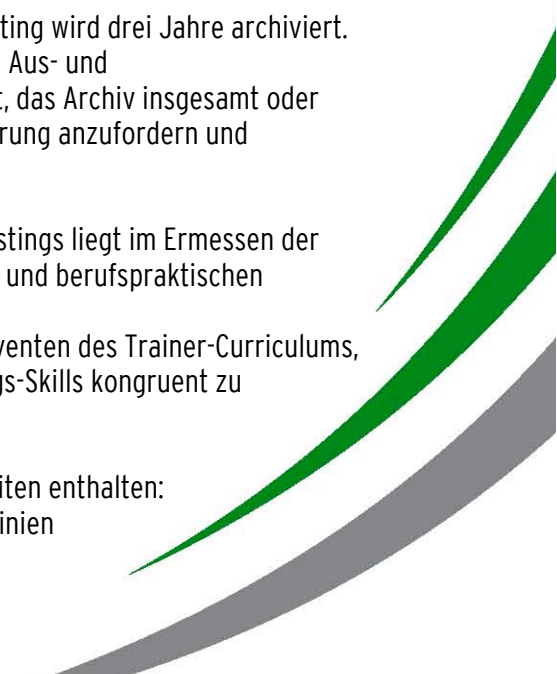 ting wird drei Jahre archiviert.
Aus- und
t, das Archiv insgesamt oder
rung anzufordern und
stings liegt im Ermessen der
und berufspraktischen
venten des Trainer-Curriculums,
gs-Skills kongruent zu
iten enthalten:
inien